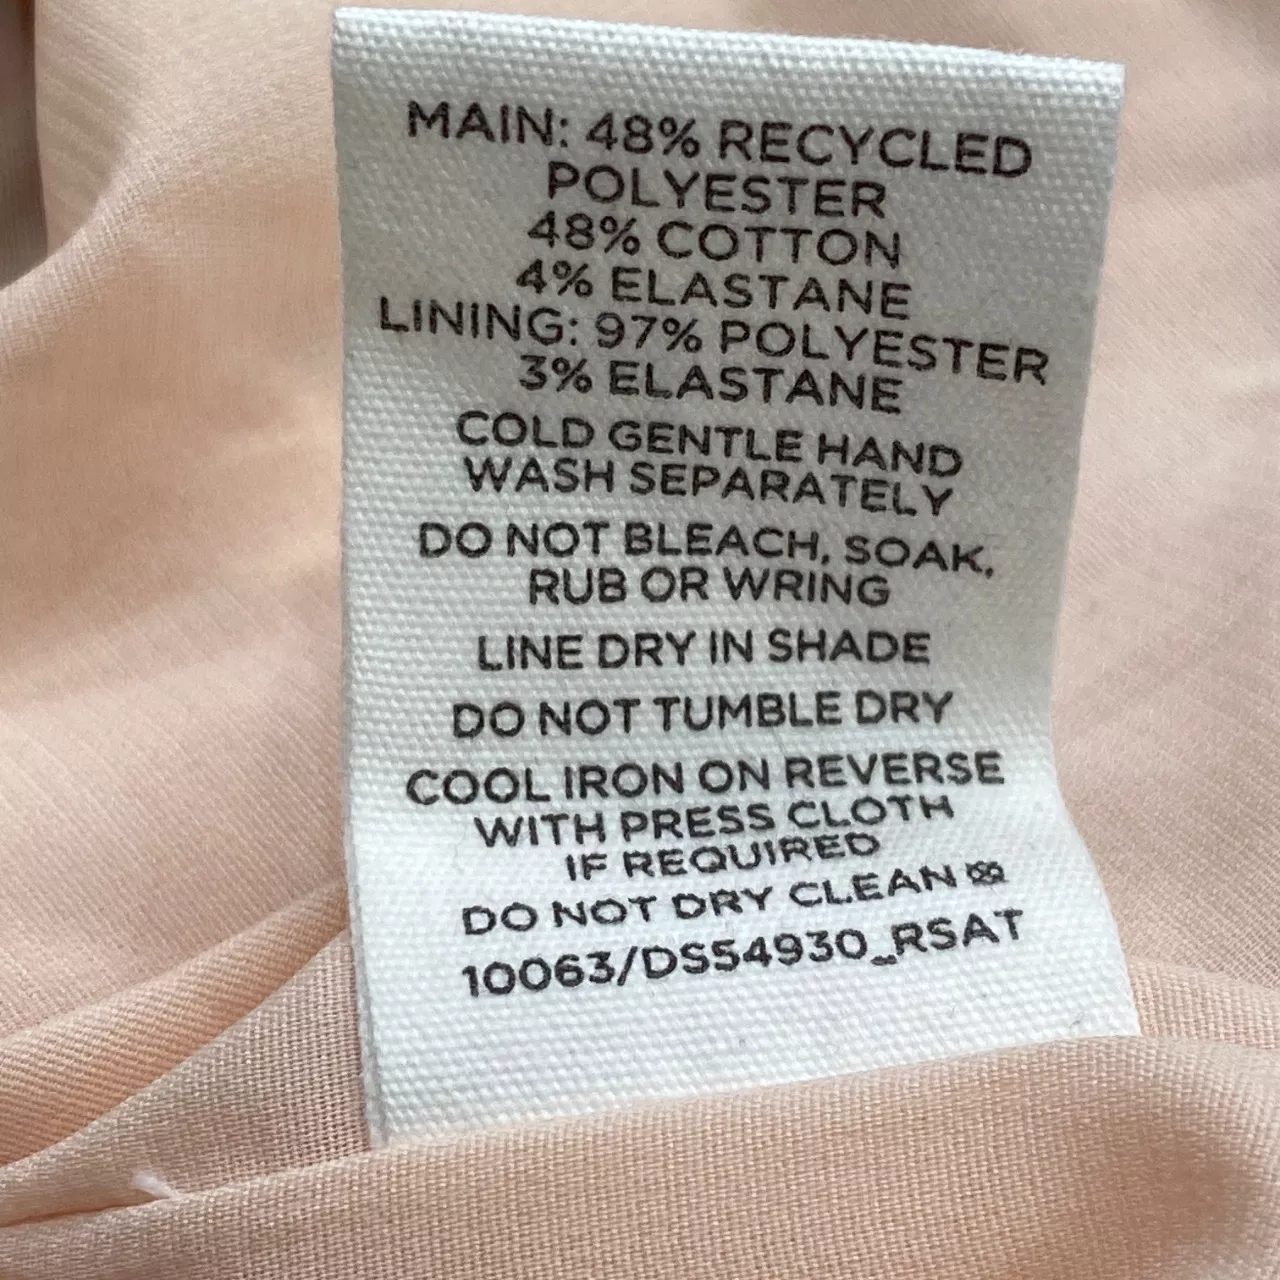 MAIN: 48% RECYCLED
POLYESTER
48% COTTON
4% ELASTANE
LINING: 97% POLYESTER
3% ELASTANE
COLD GENTLE HAND
WASH SEPARATELY
DO NOT BLEACH, SOAK,
RUB OR WRING
LINE DRY IN SHADE
DO NOT TUMBLE DRY
COOL IRON ON REVERSE
WITH PRESS CLOTH
IF REQUIRED
DO NOT DRY CLEAN
10063/DS54930_RSAT